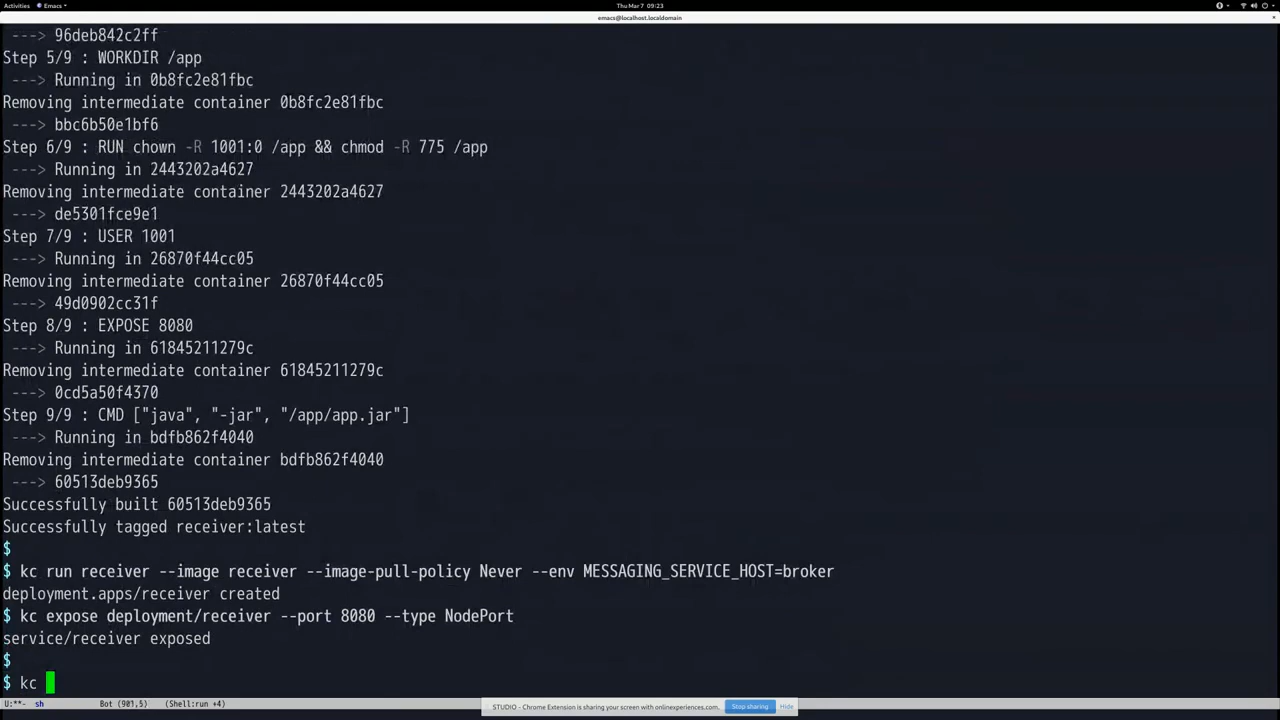 Activities Emacs Thu Mar 7 09:23
emacs@localhost.localdomain
---> 96deb842c2ff
Step 5/9 : WORKDIR /app
---> Running in 0b8fc2e81fbc
Removing intermediate container 0b8fc2e81fbc
---> bbc6b50e1bf6
Step 6/9 : RUN chown -R 1001:0 /app && chmod -R 775 /app
---> Running in 2443202a4627
Removing intermediate container 2443202a4627
---> de5301fce9e1
Step 7/9 : USER 1001
---> Running in 26870f44cc05
Removing intermediate container 26870f44cc05
---> 49d0902cc31f
Step 8/9 : EXPOSE 8080
---> Running in 61845211279c
Removing intermediate container 61845211279c
---> 0cd5a50f4370
Step 9/9 : CMD ["java", "-jar", "/app/app.jar"]
---> Running in bdfb862f4040
Removing intermediate container bdfb862f4040
---> 60513deb9365
Successfully built 60513deb9365
Successfully tagged receiver:latest
$
$ kc run receiver --image receiver --image-pull-policy Never --env MESSAGING_SERVICE_HOST=broker
deployment.apps/receiver created
$ kc expose deployment/receiver --port 8080 --type NodePort
service/receiver exposed
$
$ kc
U:**- sh Bot (901,5) (Shell:run +4)
STUDIO - Chrome Extension is sharing your screen with onlinexperiences.com. Stop sharing Hide